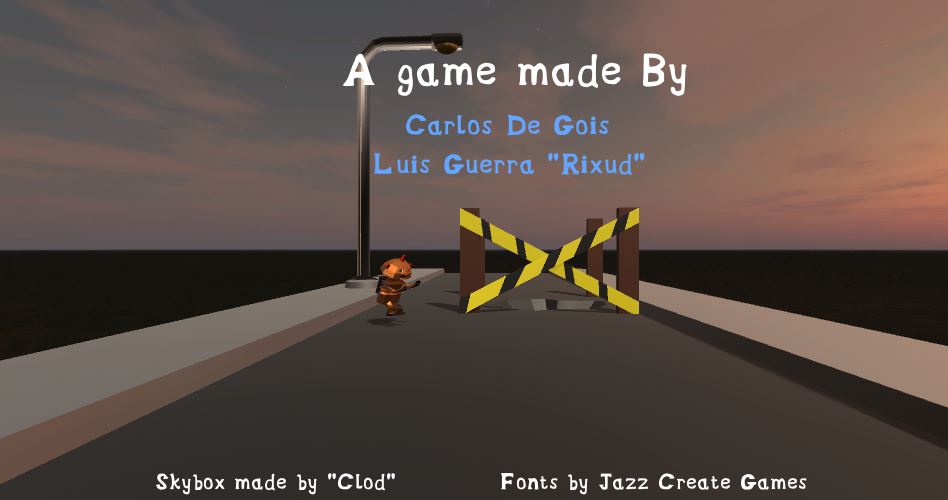 A game made By
Carlos De Gois
Luis Guerra "Rixud"
Skybox made by "Clod"
Fonts by Jazz Create Games